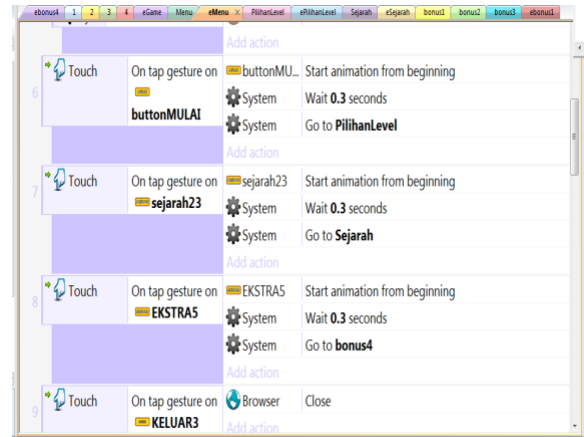 ebonus4 1 2 3 4 eGame Menu eMenu × PilihanLevel ePilihanLevel Sejarah eSejarah bonus1 bonus2 bonus3 ebonus1
Add action
6 Touch On tap gesture on buttonMULAI buttonMU... Start animation from beginning
System Wait 0.3 seconds
System Go to PilihanLevel
Add action
7 Touch On tap gesture on sejarah23 sejarah23 Start animation from beginning
System Wait 0.3 seconds
System Go to Sejarah
Add action
8 Touch On tap gesture on EKSTRA5 EKSTRA5 Start animation from beginning
System Wait 0.3 seconds
System Go to bonus4
Add action
9 Touch On tap gesture on KELUAR3 Browser Close
Add action